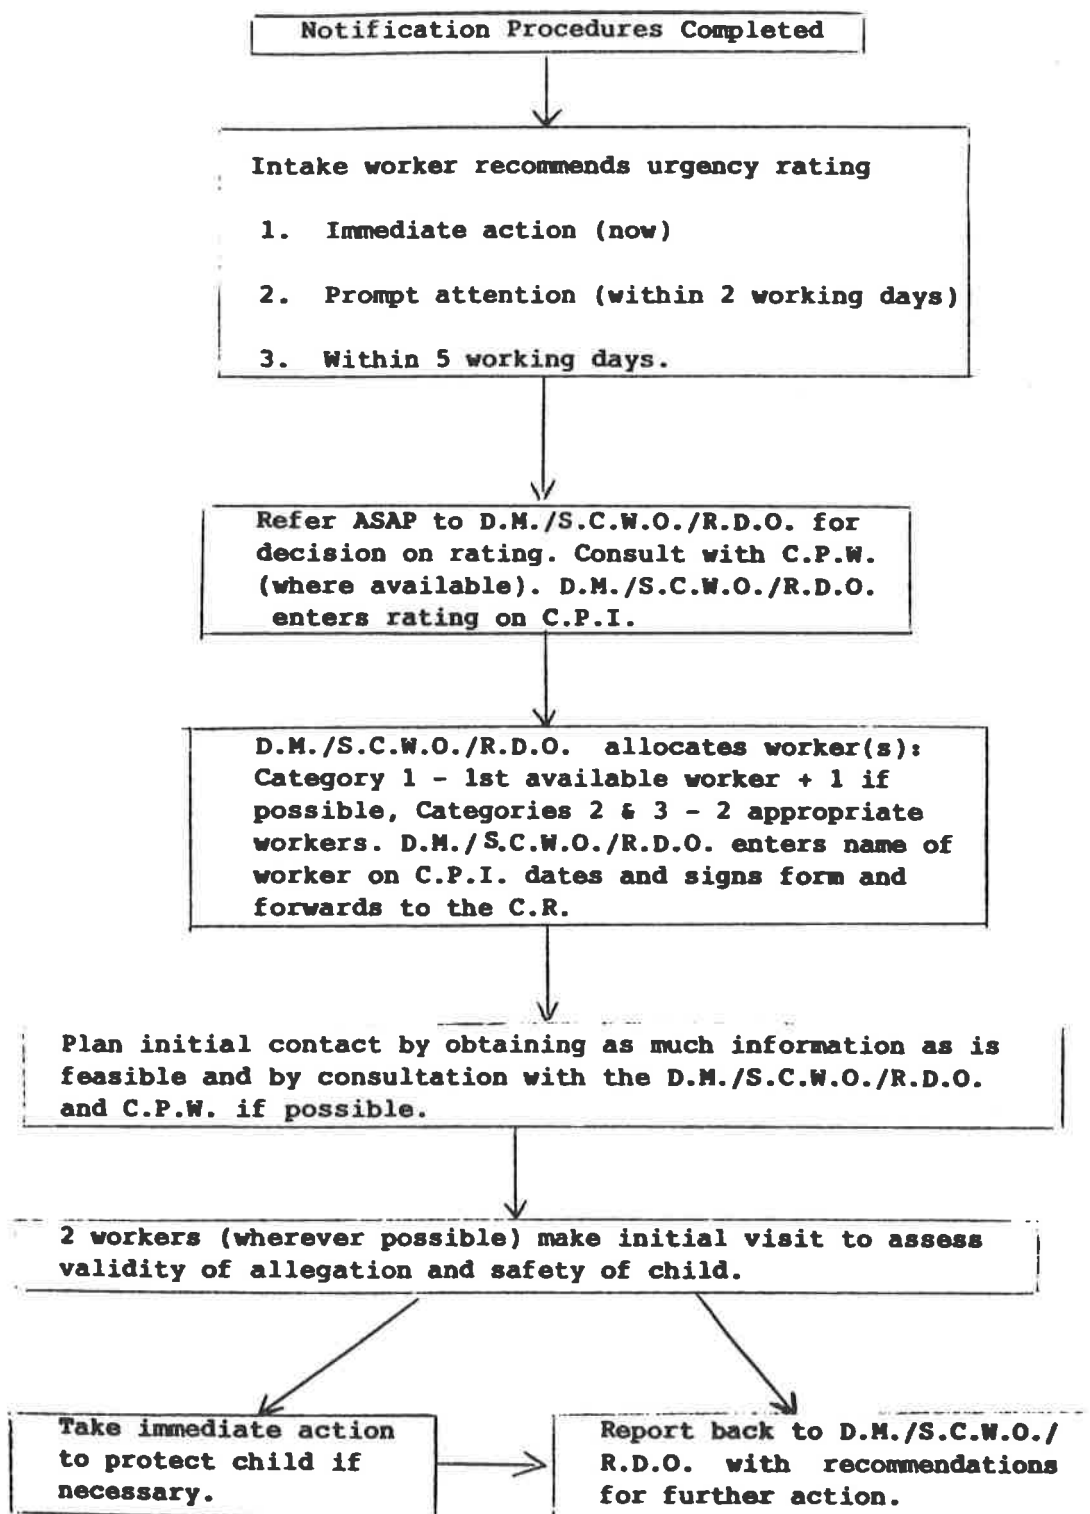 Notification Procedures Completed
Intake worker recommends urgency rating
1. Immediate action (now)
2. Prompt attention (within 2 working days)
3. Within 5 working days.
Refer ASAP to D.M./S.C.W.O./R.D.O. for
decision on rating. Consult with C.P.W.
(where available). D.M./S.C.W.O./R.D.O.
enters rating on C.P.I.
D.M./S.C.W.O./R.D.O. allocates worker(s):
Category 1 - 1st available worker + 1 if
possible, Categories 2 & 3 - 2 appropriate
workers. D.M./S.C.W.O./R.D.O. enters name of
worker on C.P.I. dates and signs form and
forwards to the C.R.
Plan initial contact by obtaining as much information as is
feasible and by consultation with the D.M./S.C.W.O./R.D.O.
and C.P.W. if possible.
2 workers (wherever possible) make initial visit to assess
validity of allegation and safety of child.
Take immediate action
to protect child if
necessary.
Report back to D.M./S.C.W.O./
R.D.O. with recommendations
for further action.